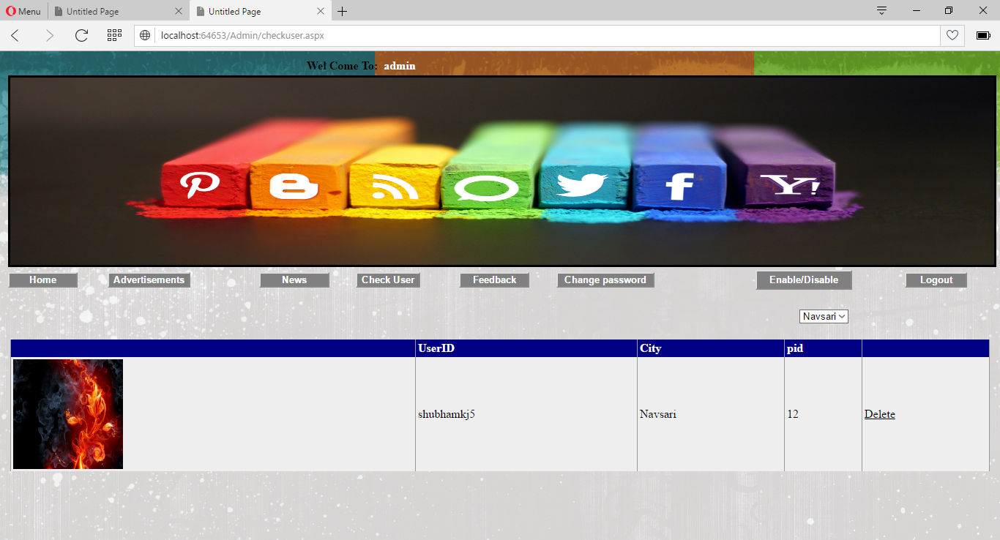 Menu Untitled Page Untitled Page
localhost:64653/Admin/checkuser.aspx
Wel Come To: admin
Y!
Home Advertisements News Check User Feedback Change password Enable/Disable Logout
Navsari
UserID City pid
shubhamkj5 Navsari 12 Delete